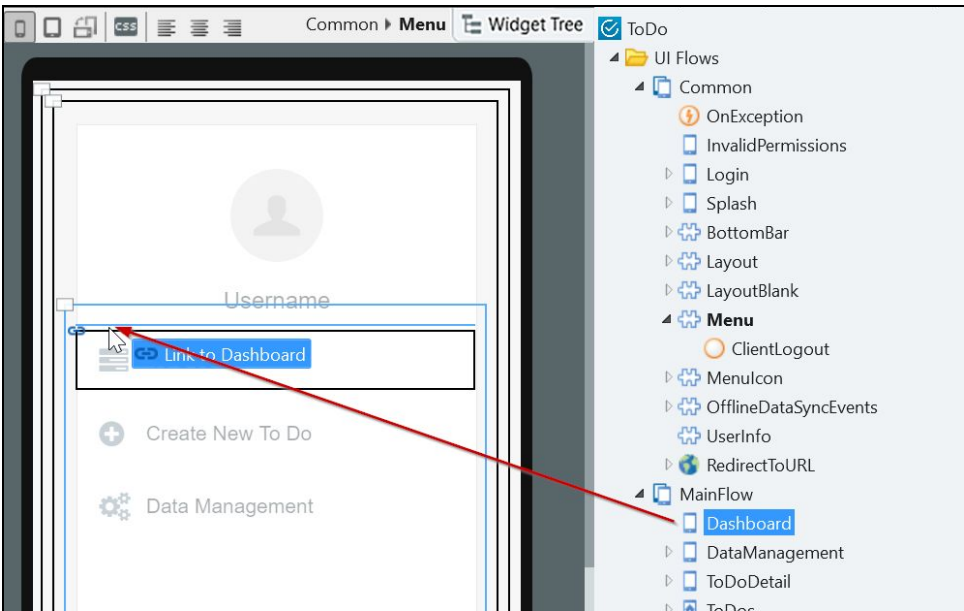 CSS
Common Menu
Widget Tree
Username
Link to Dashboard
Create New To Do
Data Management
ToDo
UI Flows
Common
OnException
InvalidPermissions
Login
Splash
BottomBar
Layout
LayoutBlank
Menu
ClientLogout
MenuIcon
OfflineDataSyncEvents
UserInfo
RedirectToURL
MainFlow
Dashboard
DataManagement
ToDoDetail
ToDos